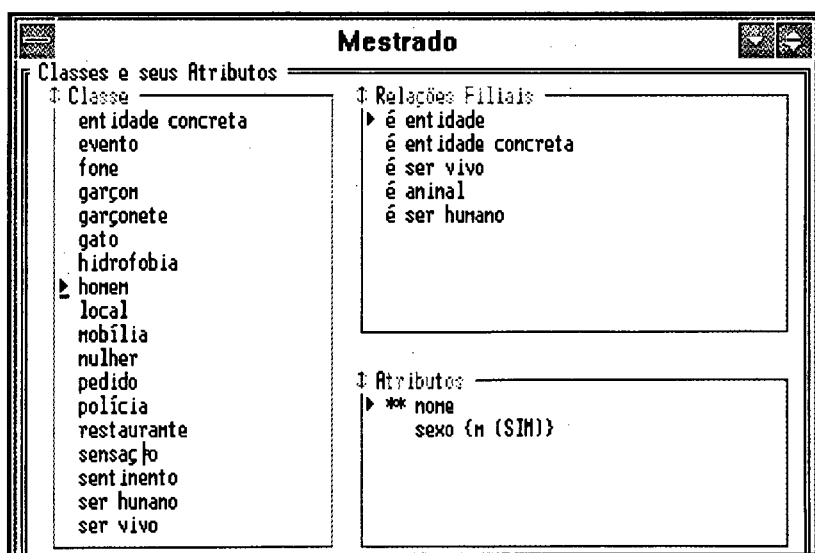 Mestrado
Classes e seus Atributos
Classe
entidade concreta
evento
fome
garçom
garçonete
gato
hidrofobia
homem
local
mobília
mulher
pedido
polícia
restaurante
sensação
sentimento
ser humano
ser vivo
Relações Filiais
é entidade
é entidade concreta
é ser vivo
é animal
é ser humano
Atributos
** nome
sexo {m (SIM)}